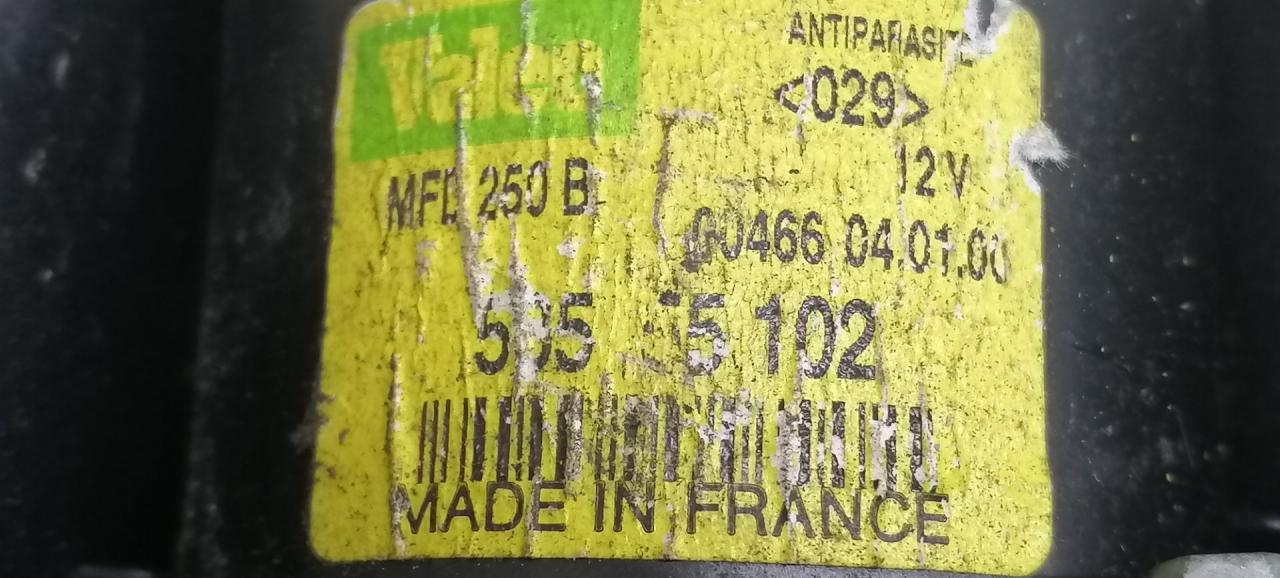 Valeo
ANTIPARASITE
<029>
12 V
MFD 250 B
04.01.00
102
MADE IN FRANCE